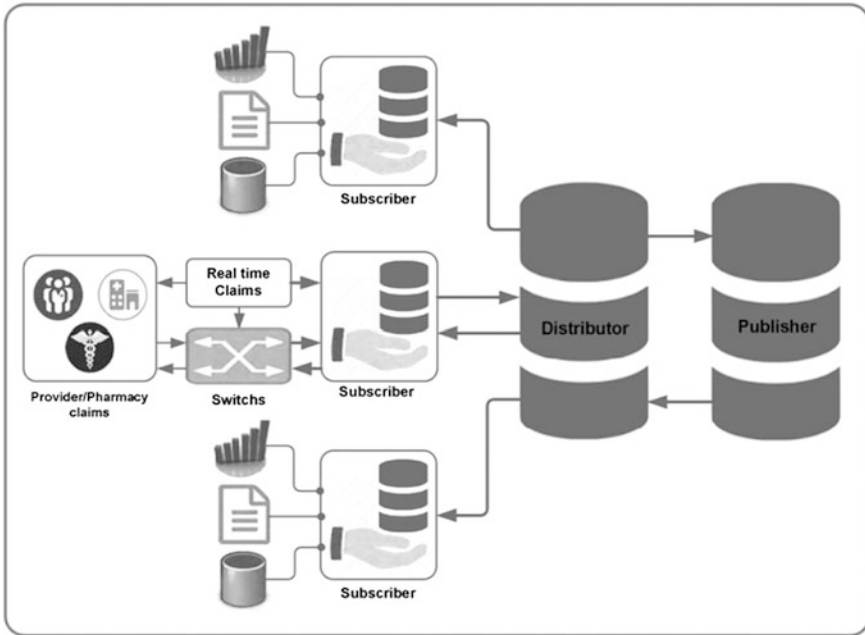 Subscriber
Real time
Claims
Provider/Pharmacy
claims
Switchs
Subscriber
Distributor
Publisher
Subscriber